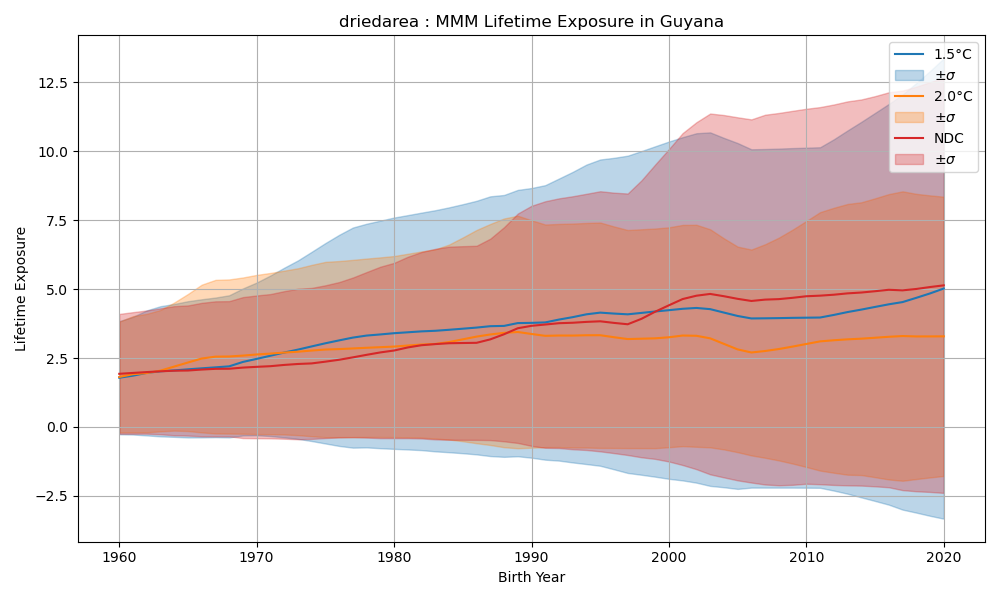 driedarea : MMM Lifetime Exposure in Guyana
Lifetime Exposure
12.5
10.0
7.5
5.0
2.5
0.0
−2.5
1.5°C
±σ
2.0°C
±σ
NDC
±σ
1960
1970
1980
1990
2000
2010
2020
Birth Year